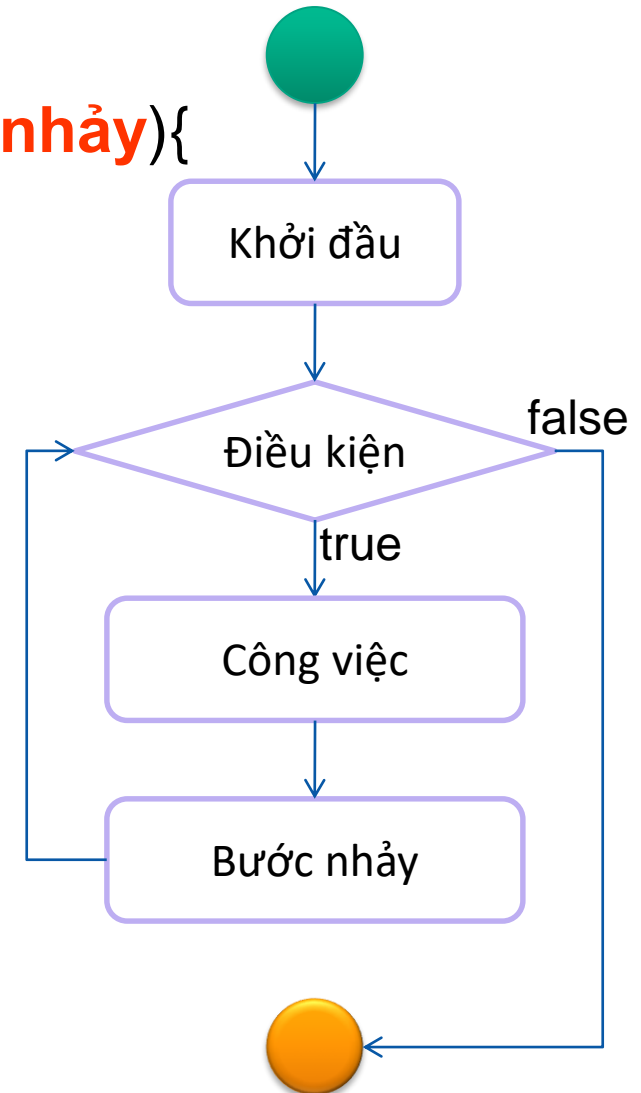 nhảy){
Khởi đầu
Điều kiện
false
true
Công việc
Bước nhảy